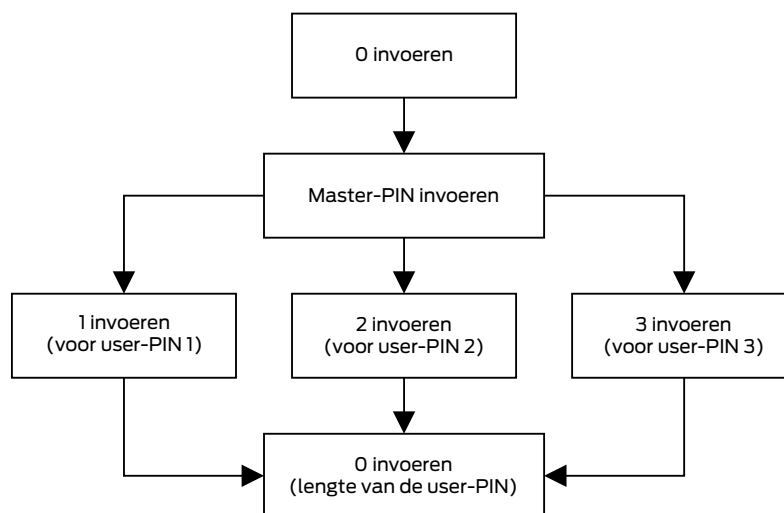 0 invoeren
Master-PIN invoeren
1 invoeren
(voor user-PIN 1)
2 invoeren
(voor user-PIN 2)
3 invoeren
(voor user-PIN 3)
0 invoeren
(lengte van de user-PIN)